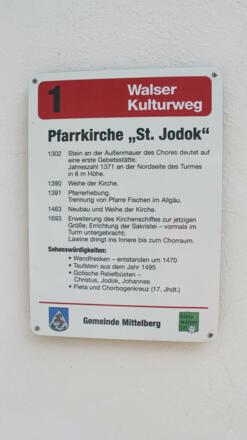 1
Walser
Kulturweg
Pfarrkirche „St. Jodok"
1302 Stein an der Außenmauer des Chores deutet auf
eine erste Gebetsstätte.
Jahreszahl 1371 an der Nordseite des Turmes
in 6 m Höhe.
1390 Weihe der Kirche.
1391 Pfarrerhebung,
Trennung von Pfarre Fischen im Allgäu.
1463 Neubau und Weihe der Kirche.
1693 Erweiterung des Kirchenschiffes zur jetzigen
Größe; Errichtung der Sakristei – vormals im
Turm untergebracht;
Lawine dringt ins Innere bis zum Chorraum.
Sehenswürdigkeiten:
• Wandfresken – entstanden um 1470
• Taufstein aus dem Jahr 1495
• Gotische Reliefbüsten –
Christus, Jodok, Johannes
• Pieta und Chorbogenkreuz (17. Jhdt.)
Gemeinde Mittelberg
klein
walser
tal